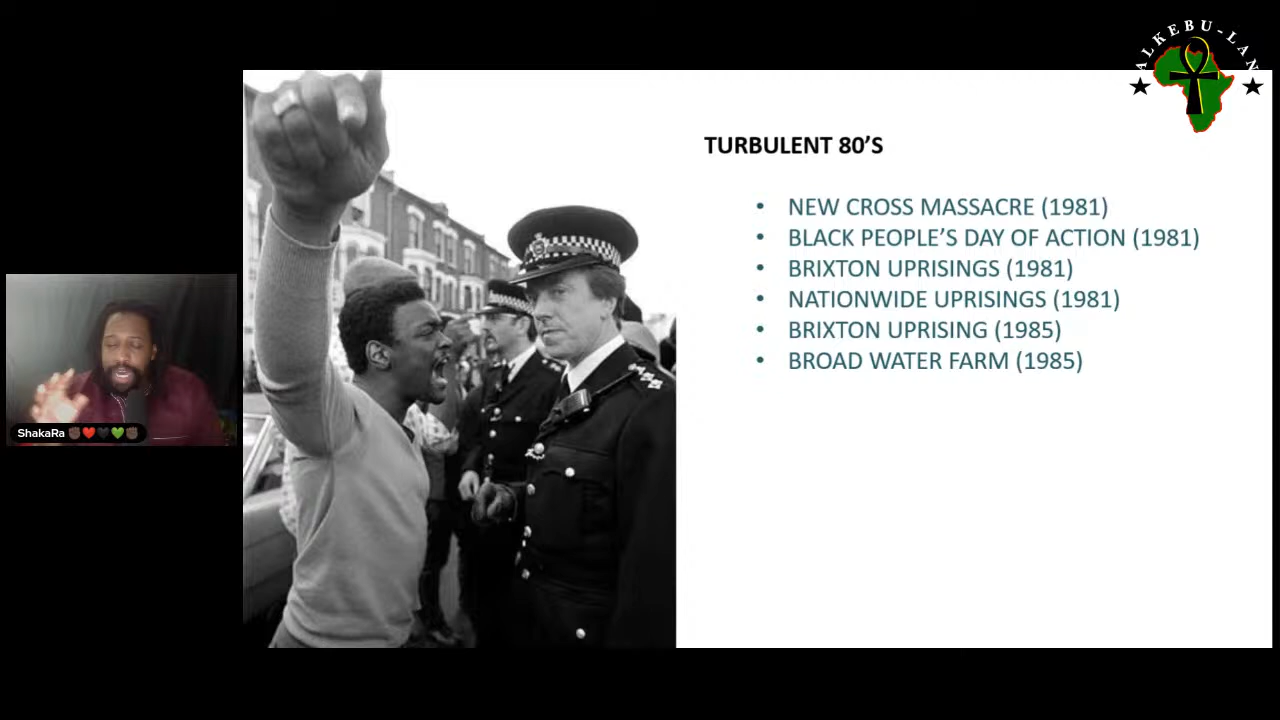 ALKEBU-LAN
TURBULENT 80’S
• NEW CROSS MASSACRE (1981)
• BLACK PEOPLE’S DAY OF ACTION (1981)
• BRIXTON UPRISINGS (1981)
• NATIONWIDE UPRISINGS (1981)
• BRIXTON UPRISING (1985)
• BROAD WATER FARM (1985)
ShakaRa ✊🏿❤️🖤💚✊🏿